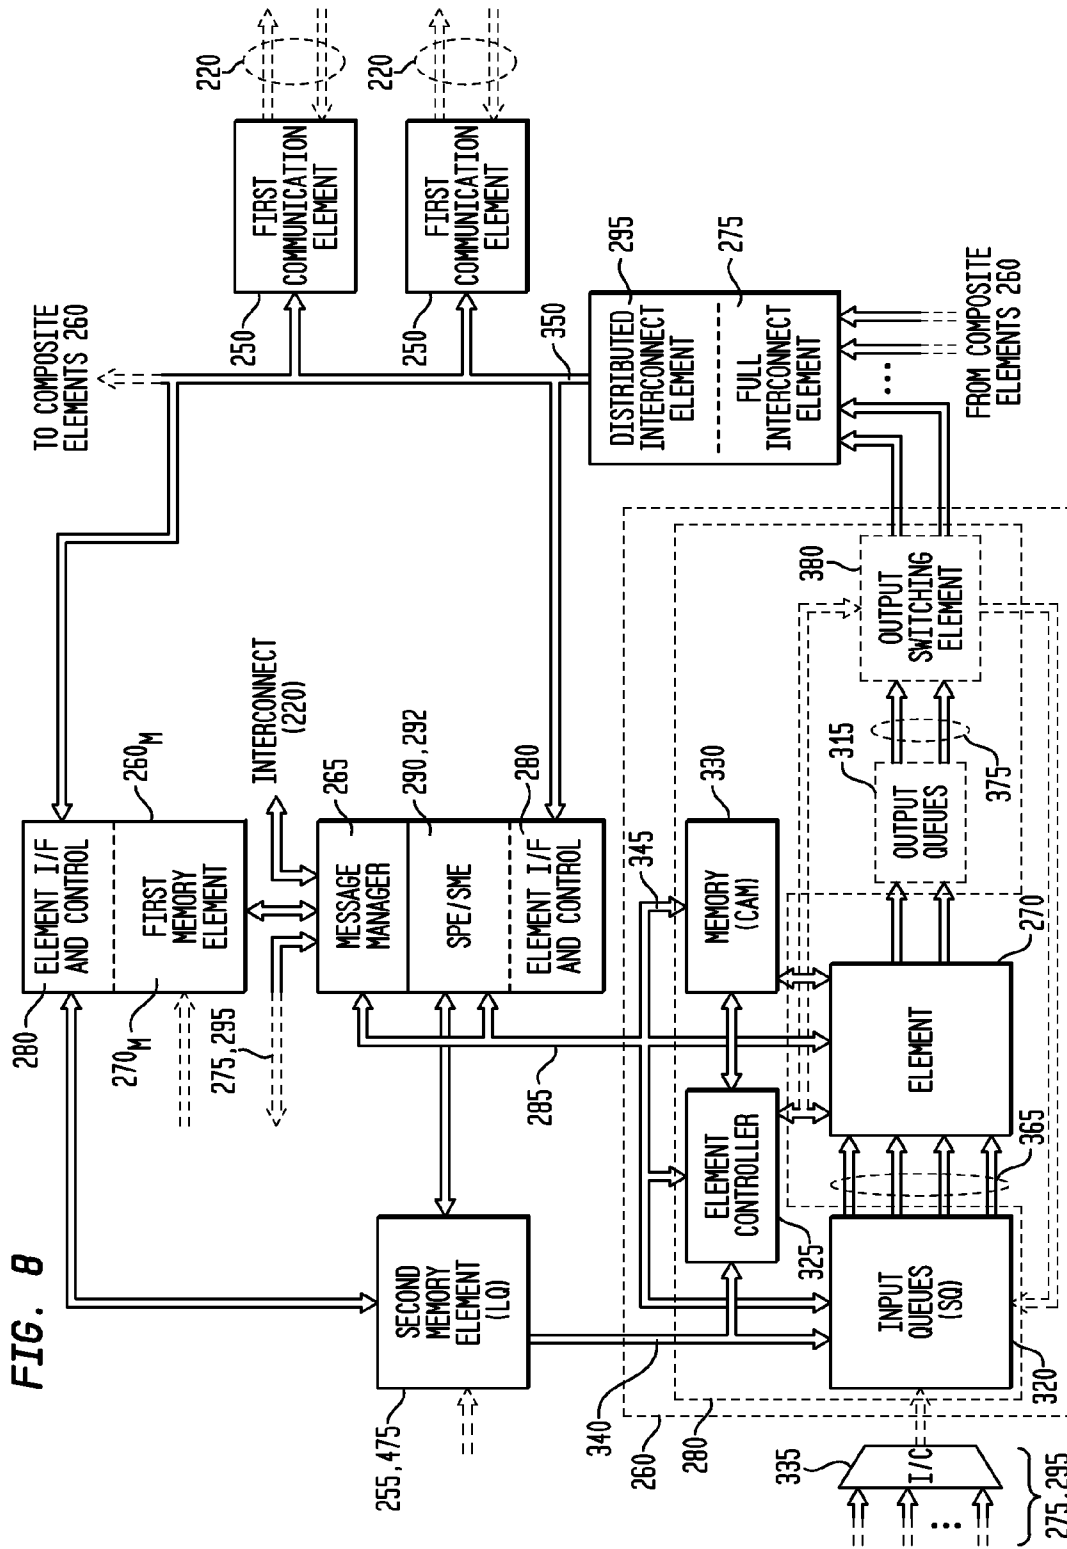 FIG. 8
TO COMPOSITE
ELEMENTS 260
220
220
FIRST
COMMUNICATION
ELEMENT
250
FIRST
COMMUNICATION
ELEMENT
250
350
280
ELEMENT I/F
AND CONTROL
FIRST
MEMORY
ELEMENT
260M
270M
275,295
INTERCONNECT
(220)
MESSAGE
MANAGER
265
SPE/SME
290,292
ELEMENT I/F
AND CONTROL
280
285
SECOND
MEMORY
ELEMENT
(LQ)
255,475
DISTRIBUTED
INTERCONNECT
ELEMENT
295
FULL
INTERCONNECT
ELEMENT
275
FROM COMPOSITE
ELEMENTS 260
340
260
280
345
ELEMENT
CONTROLLER
325
MEMORY
(CAM)
330
335
I/C
275,295
INPUT
QUEUES
(SQ)
320
365
ELEMENT
270
OUTPUT
QUEUES
315
375
OUTPUT
SWITCHING
ELEMENT
380